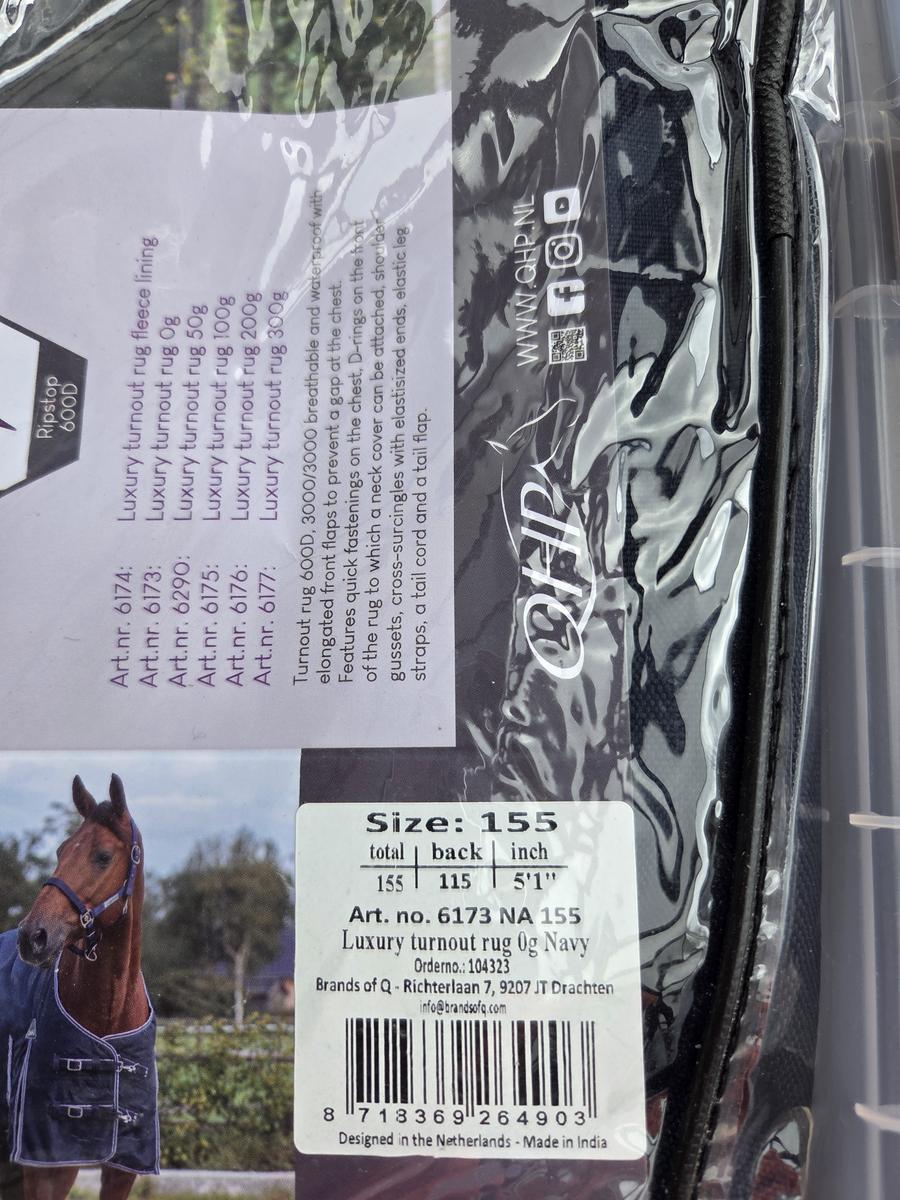 Ripstop
600D
Art.nr. 6174: Luxury turnout rug fleece lining
Art.nr. 6173: Luxury turnout rug 0g
Art.nr. 6290: Luxury turnout rug 50g
Art.nr. 6175: Luxury turnout rug 100g
Art.nr. 6176: Luxury turnout rug 200g
Art.nr. 6177: Luxury turnout rug 300g
Turnout rug 600D, 3000/3000 breathable and waterproof with
elongated front flaps to prevent a gap at the chest.
Features quick fastenings on the chest, D-rings on the front
of the rug to which a neck cover can be attached, shoulder
gussets, cross-surcingles with elastisized ends, elastic leg
straps, a tail cord and a tail flap.
QHP
WWW.QHP.NL
Size: 155
total | back | inch
155 | 115 | 5'1"
Art. no. 6173 NA 155
Luxury turnout rug 0g Navy
Orderno.: 104323
Brands of Q - Richterlaan 7, 9207 JT Drachten
info@brandsofq.com
8 718369 264903
Designed in the Netherlands - Made in India